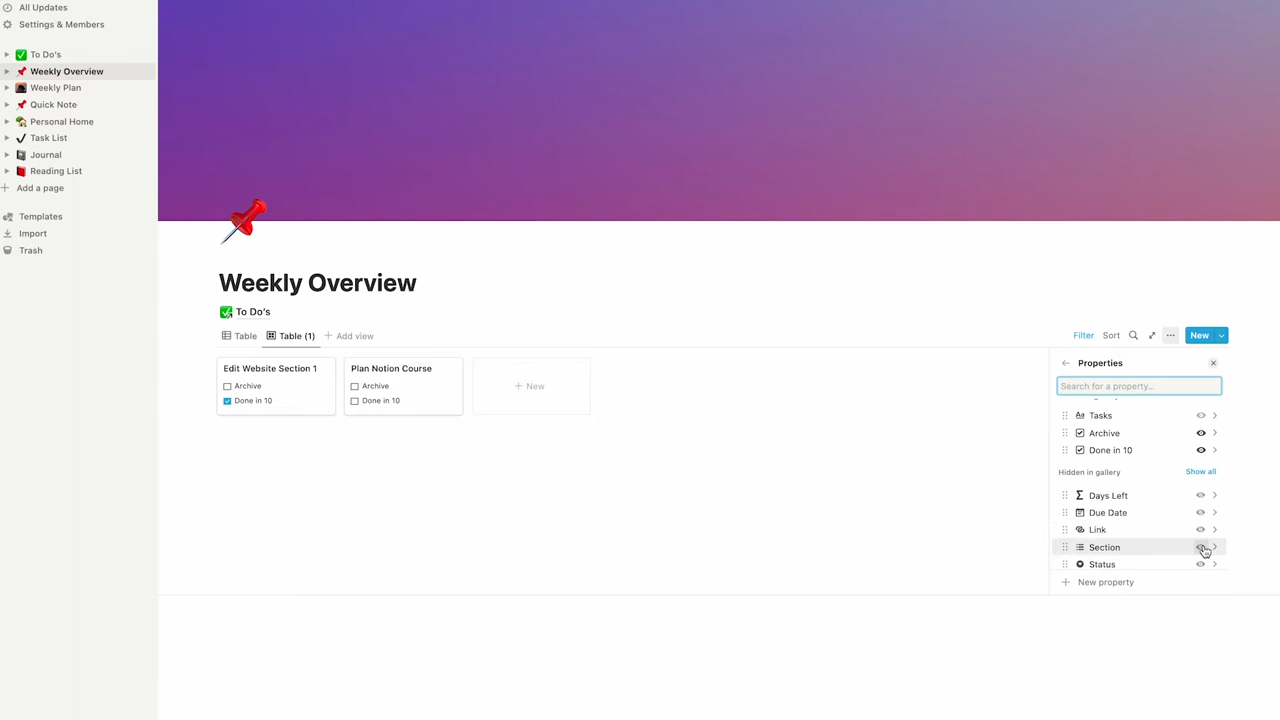 All Updates
Settings & Members
To Do's
Weekly Overview
Weekly Plan
Quick Note
Personal Home
Task List
Journal
Reading List
Add a page
Templates
Import
Trash
Weekly Overview
To Do's
Table Table (1) Add view
Filter Sort New
Edit Website Section 1
Archive
Done in 10
Plan Notion Course
Archive
Done in 10
New
Properties
Search for a property...
Tasks
Archive
Done in 10
Hidden in gallery Show all
Days Left
Due Date
Link
Section
Status
New property